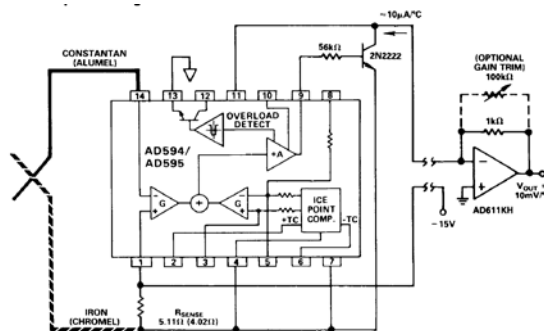 ~10µA/°C
CONSTANTAN
(ALUMEL)
56kΩ
2N2222
(OPTIONAL
GAIN TRIM)
100kΩ
1kΩ
14
13
12
11
10
9
8
OVERLOAD
DETECT
AD594/
AD595
+A
G
+
G
ICE
POINT
COMP.
+TC
-TC
−
+
−
+
−
+
VOUT
10mV/°
AD611KH
−15V
1
2
3
4
5
6
7
IRON
(CHROMEL)
RSENSE
5.11Ω (4.02Ω)